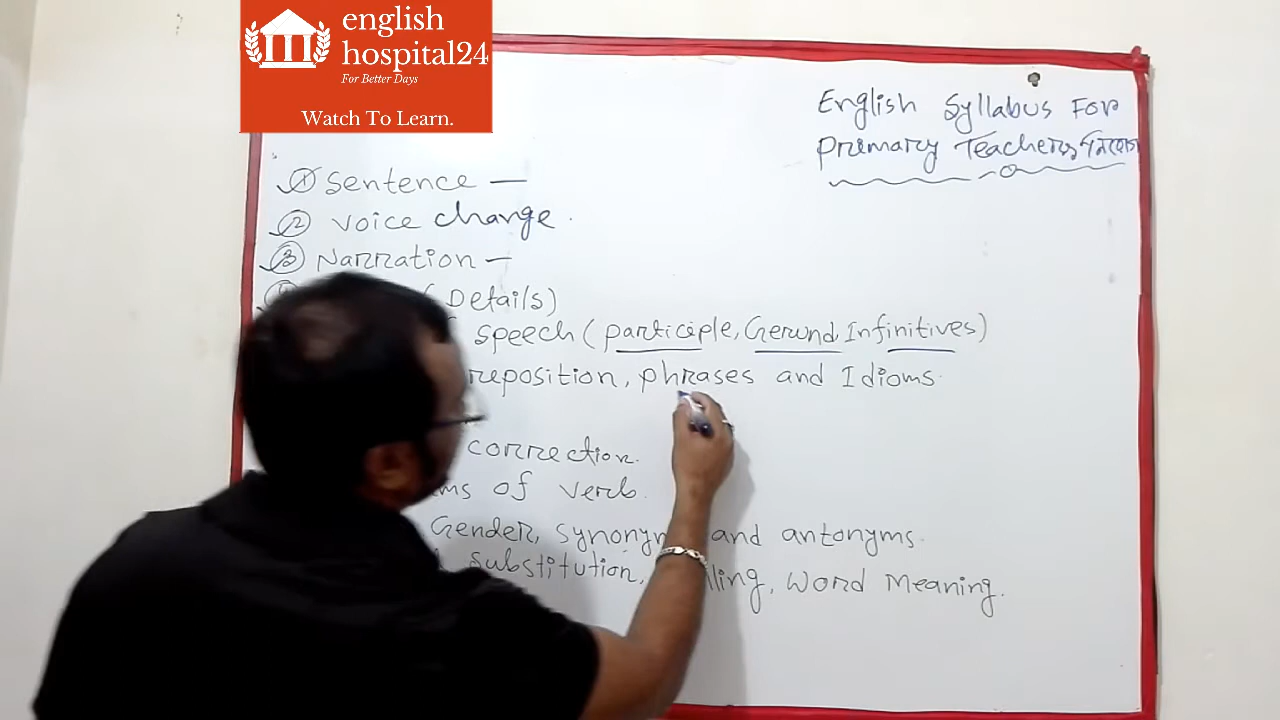 english
hospital24
For Better Days
Watch To Learn.
English Syllabus For
Primary Teachers নিয়োগ
① Sentence —
② Voice change.
③ Narration —
(Details)
speech (participle, Gerund, Infinitives)
reposition, phrases and Idioms.
correction.
ms of verb.
Gender, synonym and antonyms.
substitution, lling, word Meaning.